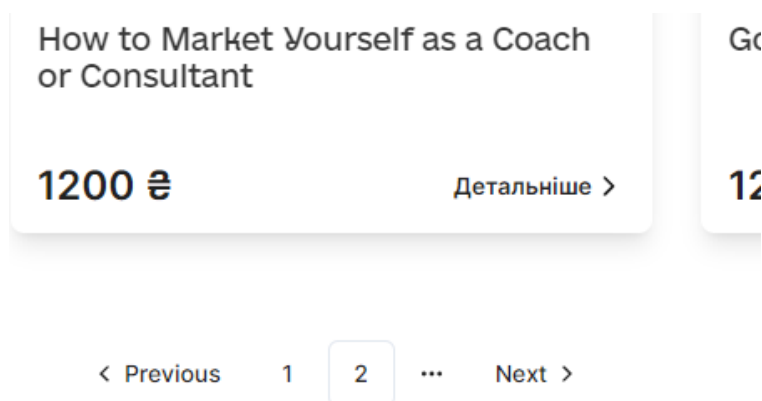 How to Market Yourself as a Coach
or Consultant
1200 ₴
Детальніше
Previous 1 2 ... Next